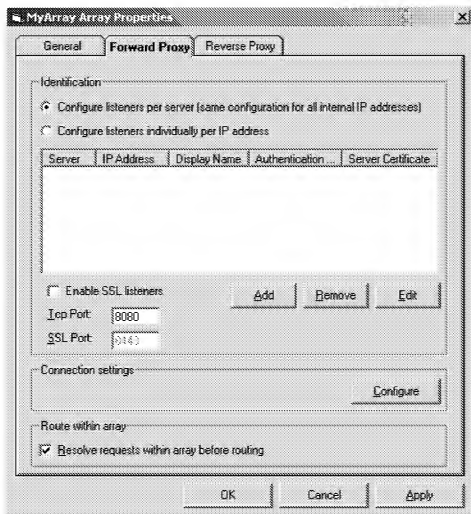 MyArray Array Properties
General Forward Proxy Reverse Proxy
Identification
Configure listeners per server (same configuration for all internal IP addresses)
Configure listeners individually per IP address
Server IP Address Display Name Authentication ... Server Certificate
Enable SSL listeners
Add Remove Edit
Tcp Port: 8080
SSL Port:
Connection settings
Configure
Route within array
Resolve requests within array before routing
OK Cancel Apply